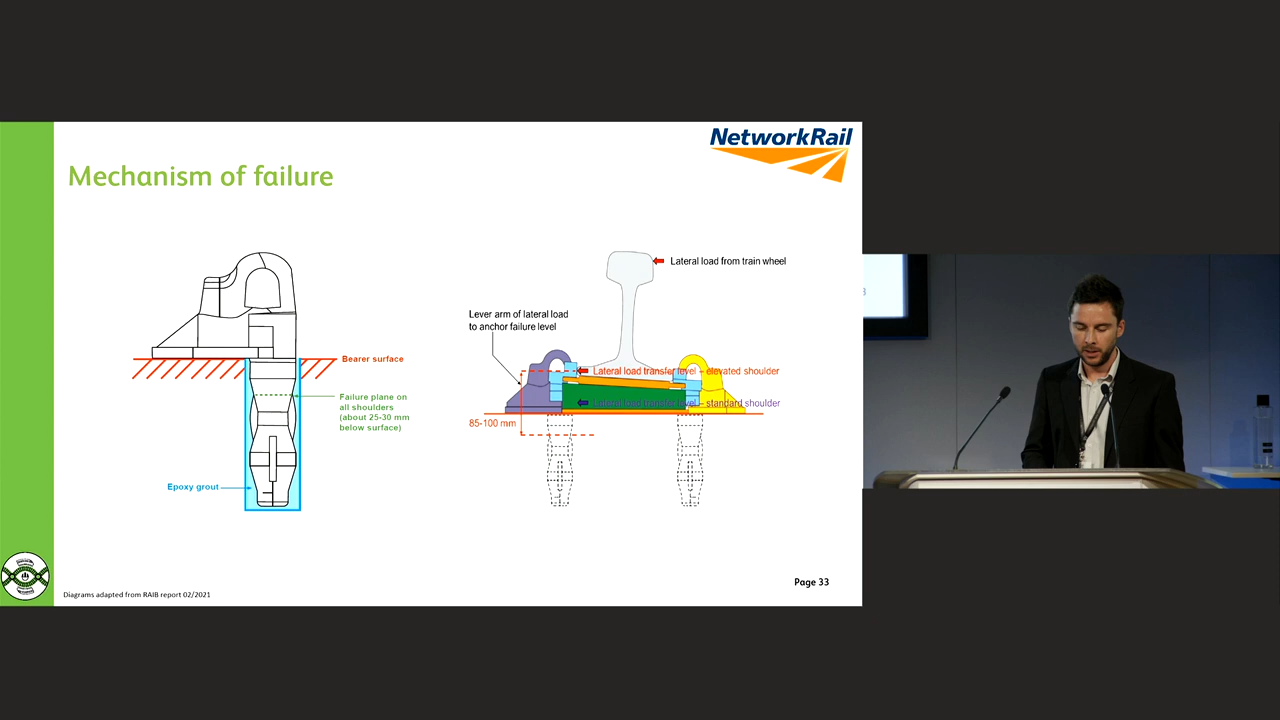 NetworkRail
Mechanism of failure
Bearer surface
Failure plane on
all shoulders
(about 25-30 mm
below surface)
Epoxy grout
Lateral load from train wheel
Lever arm of lateral load
to anchor failure level
Lateral load transfer level – elevated shoulder
Lateral load transfer level – standard shoulder
85-100 mm
Page 33
Diagrams adapted from RAIB report 02/2021